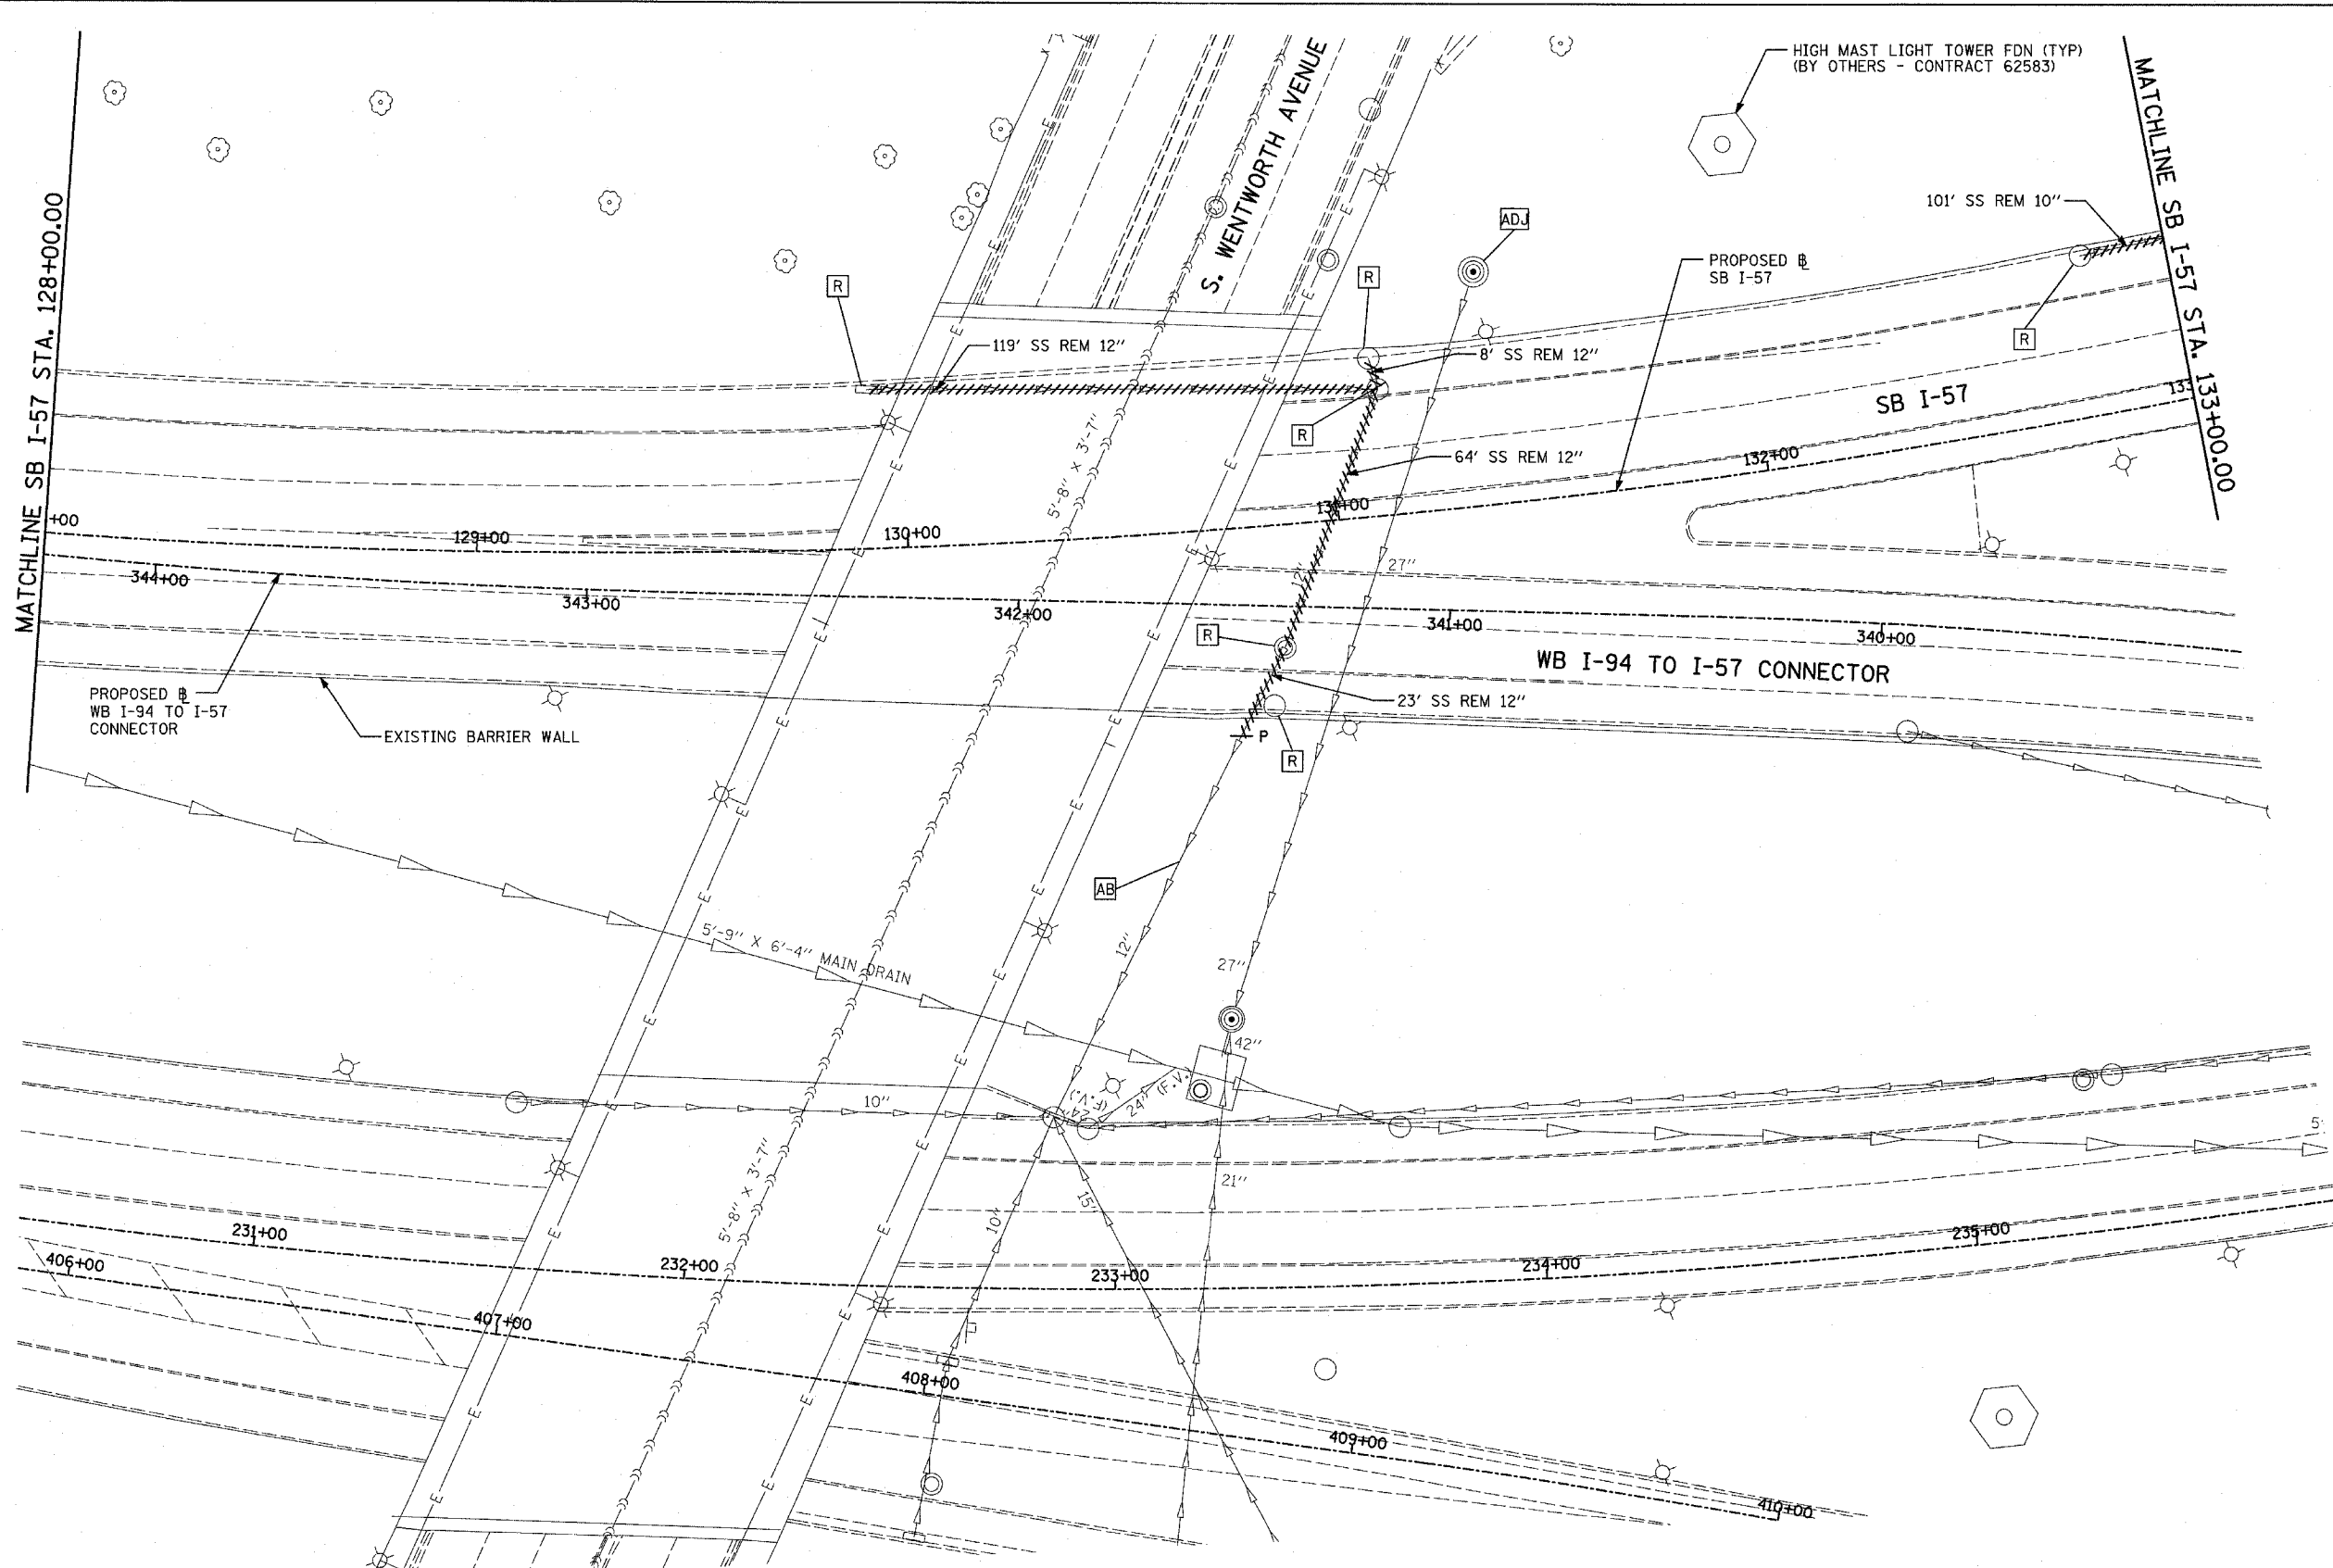 HIGH MAST LIGHT TOWER FDN (TYP)
(BY OTHERS - CONTRACT 62583)
MATCHLINE SB I-57 STA. 133+00.00
MATCHLINE SB I-57 STA. 128+00.00
S. WENTWORTH AVENUE
101' SS REM 10"
ADJ
PROPOSED ℄
SB I-57
R
R
R
119' SS REM 12"
8' SS REM 12"
SB I-57
133
R
5'-8" X 3'-7"
64' SS REM 12"
132+00
+00
129+00
130+00
131+00
27"
12"
344+00
343+00
342+00
341+00
340+00
R
WB I-94 TO I-57 CONNECTOR
PROPOSED ℄
WB I-94 TO I-57
CONNECTOR
EXISTING BARRIER WALL
23' SS REM 12"
P
R
AB
12"
27"
5'-9" X 6'-4" MAIN DRAIN
42"
10"
24" (F.V.)
24" (F.V.)
5'
5'-8" X 3'-7"
10"
15"
21"
231+00
232+00
233+00
234+00
235+00
406+00
407+00
408+00
409+00
410+00
E